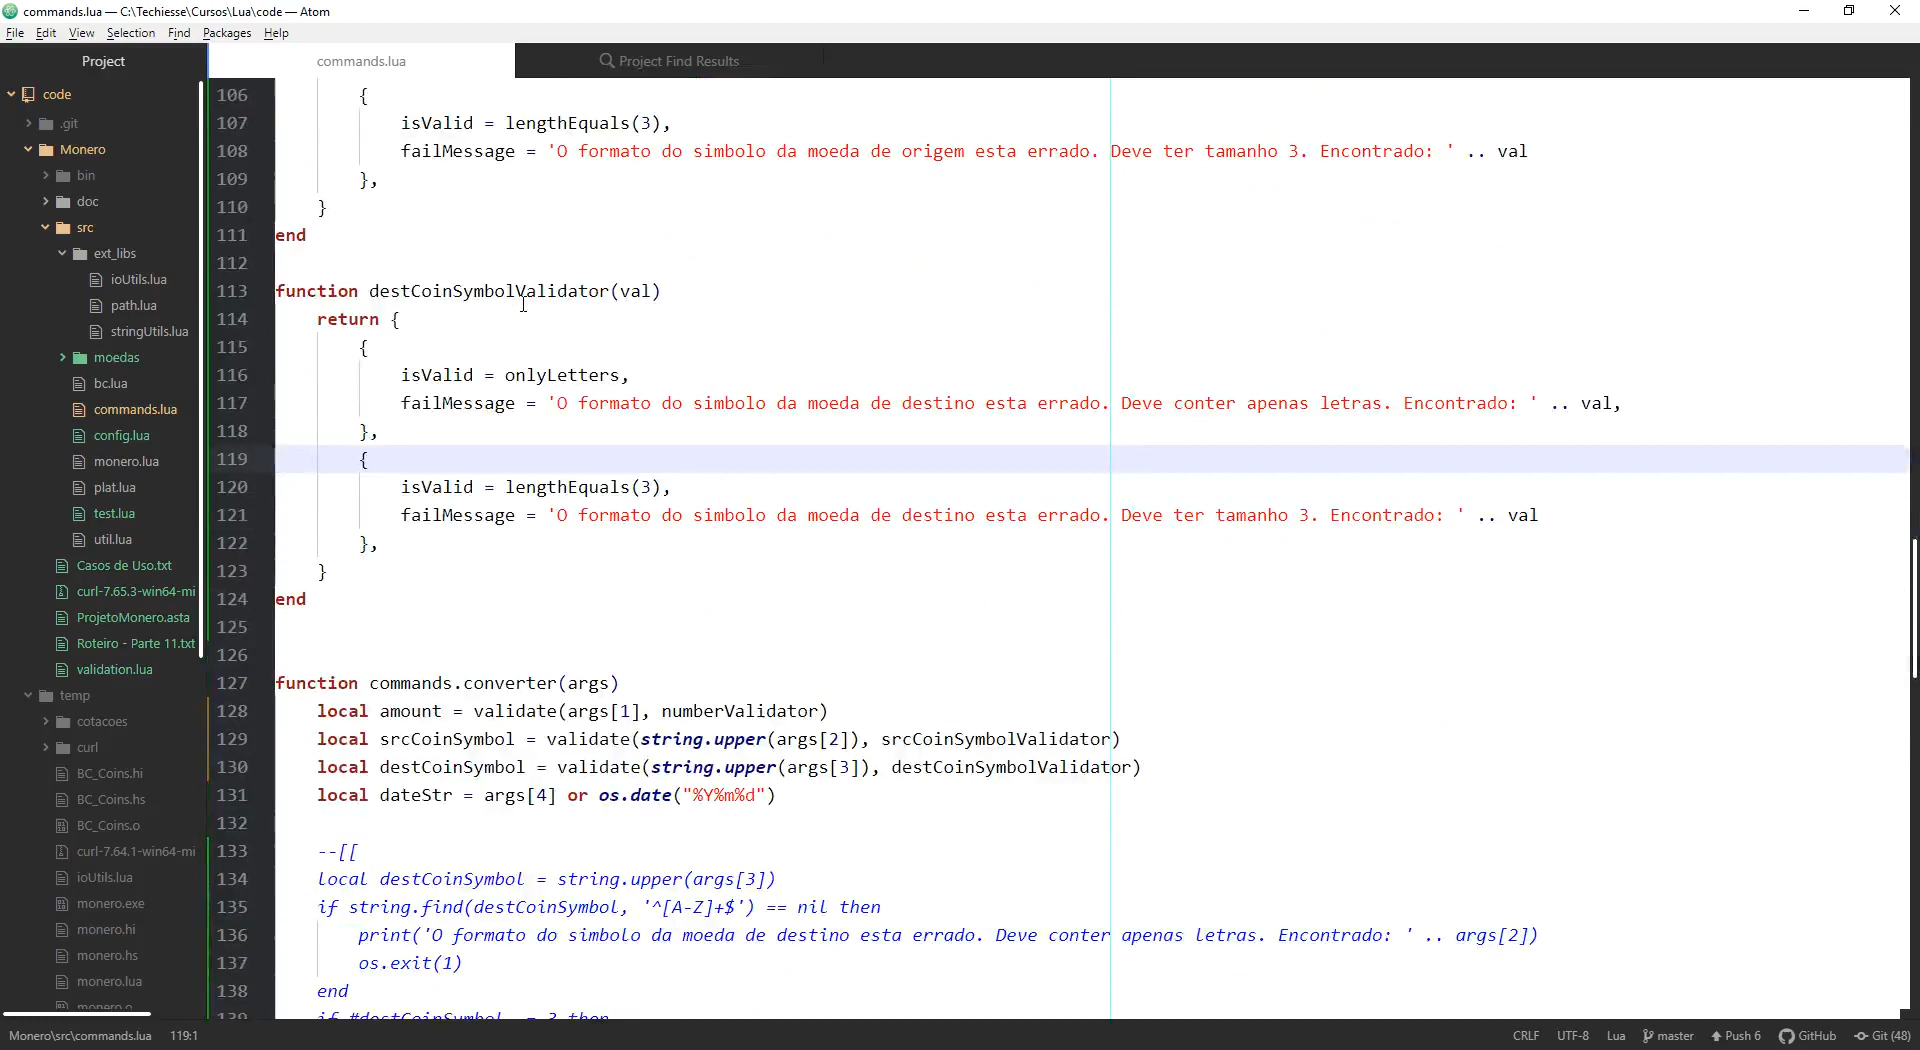 commands.lua — C:\Techiesse\Cursos\Lua\code — Atom
File Edit View Selection Find Packages Help
Project
commands.lua
Project Find Results
code
.git
Monero
bin
doc
src
ext_libs
ioUtils.lua
path.lua
stringUtils.lua
moedas
bc.lua
commands.lua
config.lua
monero.lua
plat.lua
test.lua
util.lua
Casos de Uso.txt
curl-7.65.3-win64-mi
ProjetoMonero.asta
Roteiro - Parte 11.txt
validation.lua
temp
cotacoes
curl
BC_Coins.hi
BC_Coins.hs
BC_Coins.o
curl-7.64.1-win64-mi
ioUtils.lua
monero.exe
monero.hi
monero.hs
monero.lua
monero.o
106 {
107 isValid = lengthEquals(3),
108 failMessage = 'O formato do simbolo da moeda de origem esta errado. Deve ter tamanho 3. Encontrado: ' .. val
109 },
110 }
111 end
112
113 function destCoinSymbolValidator(val)
114 return {
115 {
116 isValid = onlyLetters,
117 failMessage = 'O formato do simbolo da moeda de destino esta errado. Deve conter apenas letras. Encontrado: ' .. val,
118 },
119 {
120 isValid = lengthEquals(3),
121 failMessage = 'O formato do simbolo da moeda de destino esta errado. Deve ter tamanho 3. Encontrado: ' .. val
122 },
123 }
124 end
125
126
127 function commands.converter(args)
128 local amount = validate(args[1], numberValidator)
129 local srcCoinSymbol = validate(string.upper(args[2]), srcCoinSymbolValidator)
130 local destCoinSymbol = validate(string.upper(args[3]), destCoinSymbolValidator)
131 local dateStr = args[4] or os.date("%Y%m%d")
132
133 --[[
134 local destCoinSymbol = string.upper(args[3])
135 if string.find(destCoinSymbol, '^[A-Z]+$') == nil then
136 print('O formato do simbolo da moeda de destino esta errado. Deve conter apenas letras. Encontrado: ' .. args[2])
137 os.exit(1)
138 end
139 if #destCoinSymbol ~= 3 then
Monero\src\commands.lua 119:1
CRLF UTF-8 Lua master Push 6 GitHub Git (48)